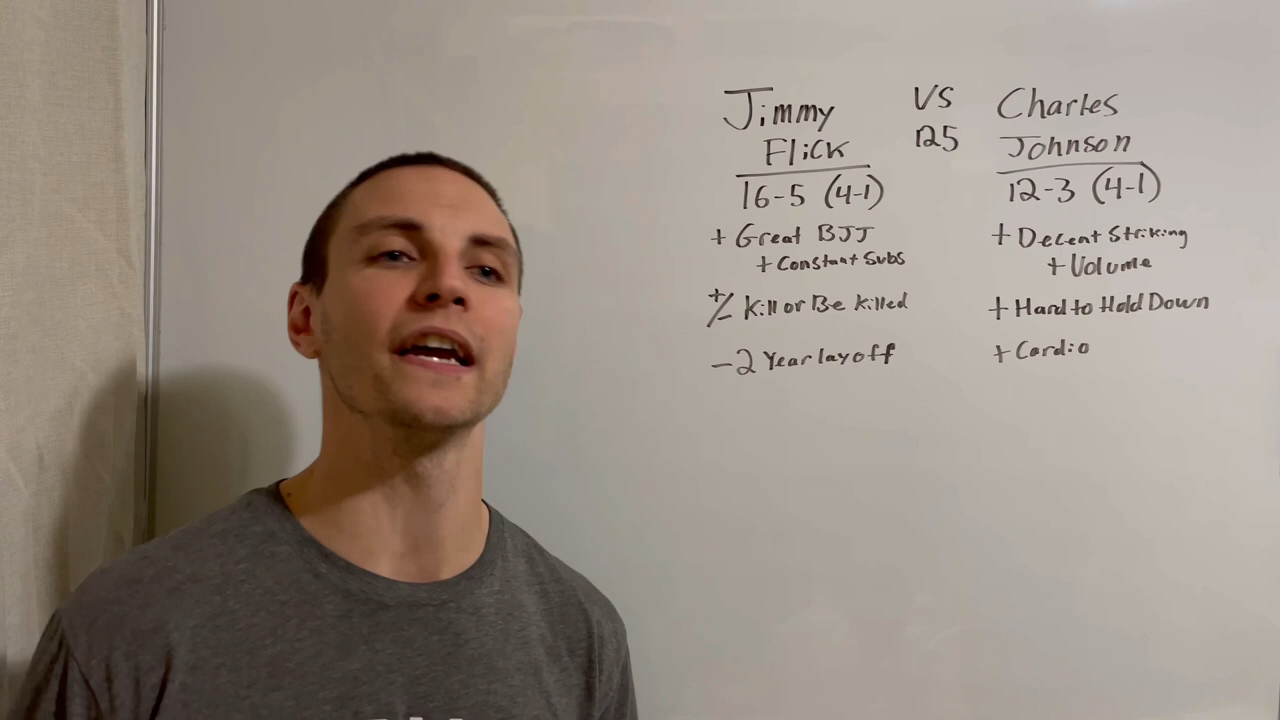 Jimmy
Flick
16-5 (4-1)
+ Great BJJ
+ Constant Subs
+/- Kill or Be Killed
- 2 Year layoff
VS
125
Charles
Johnson
12-3 (4-1)
+ Decent Striking
+ Volume
+ Hard to Hold Down
+ Cardio